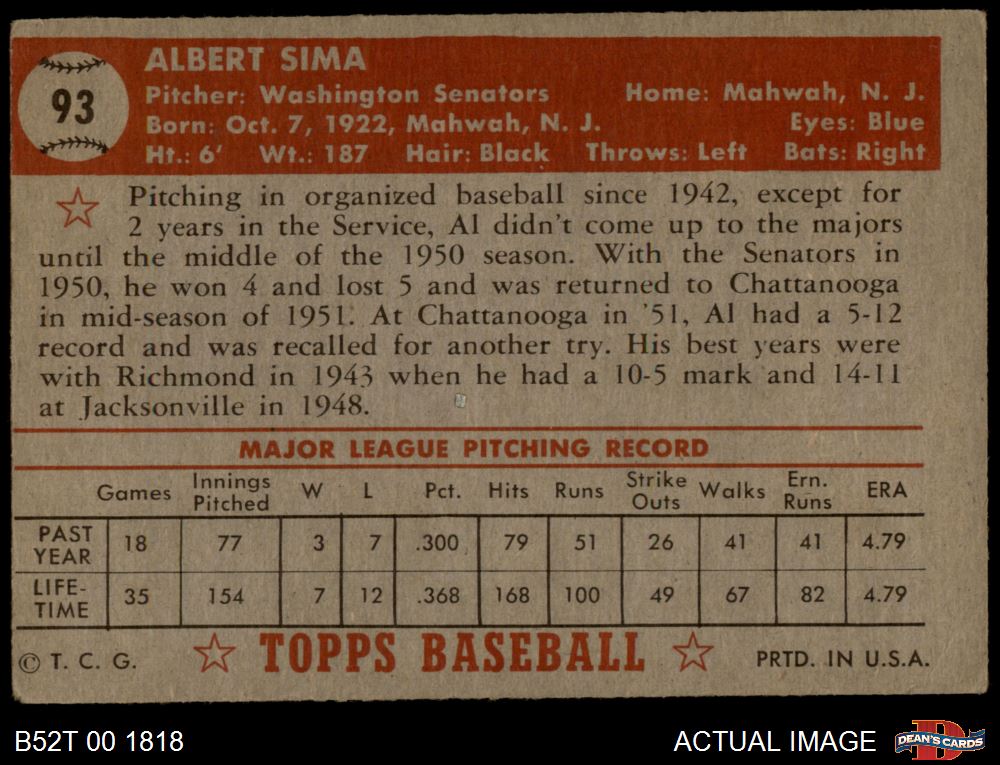 93
ALBERT SIMA
Pitcher: Washington Senators Home: Mahwah, N. J.
Born: Oct. 7, 1922, Mahwah, N. J. Eyes: Blue
Ht.: 6' Wt.: 187 Hair: Black Throws: Left Bats: Right
Pitching in organized baseball since 1942, except for
2 years in the Service, Al didn't come up to the majors
until the middle of the 1950 season. With the Senators in
1950, he won 4 and lost 5 and was returned to Chattanooga
in mid-season of 1951. At Chattanooga in '51, Al had a 5-12
record and was recalled for another try. His best years were
with Richmond in 1943 when he had a 10-5 mark and 14-11
at Jacksonville in 1948.
MAJOR LEAGUE PITCHING RECORD
Games Innings Pitched W L Pct. Hits Runs Strike Outs Walks Ern. Runs ERA
PAST YEAR 18 77 3 7 .300 79 51 26 41 41 4.79
LIFE-TIME 35 154 7 12 .368 168 100 49 67 82 4.79
© T. C. G. TOPPS BASEBALL PRTD. IN U.S.A.
B52T 00 1818 ACTUAL IMAGE DEAN'S CARDS